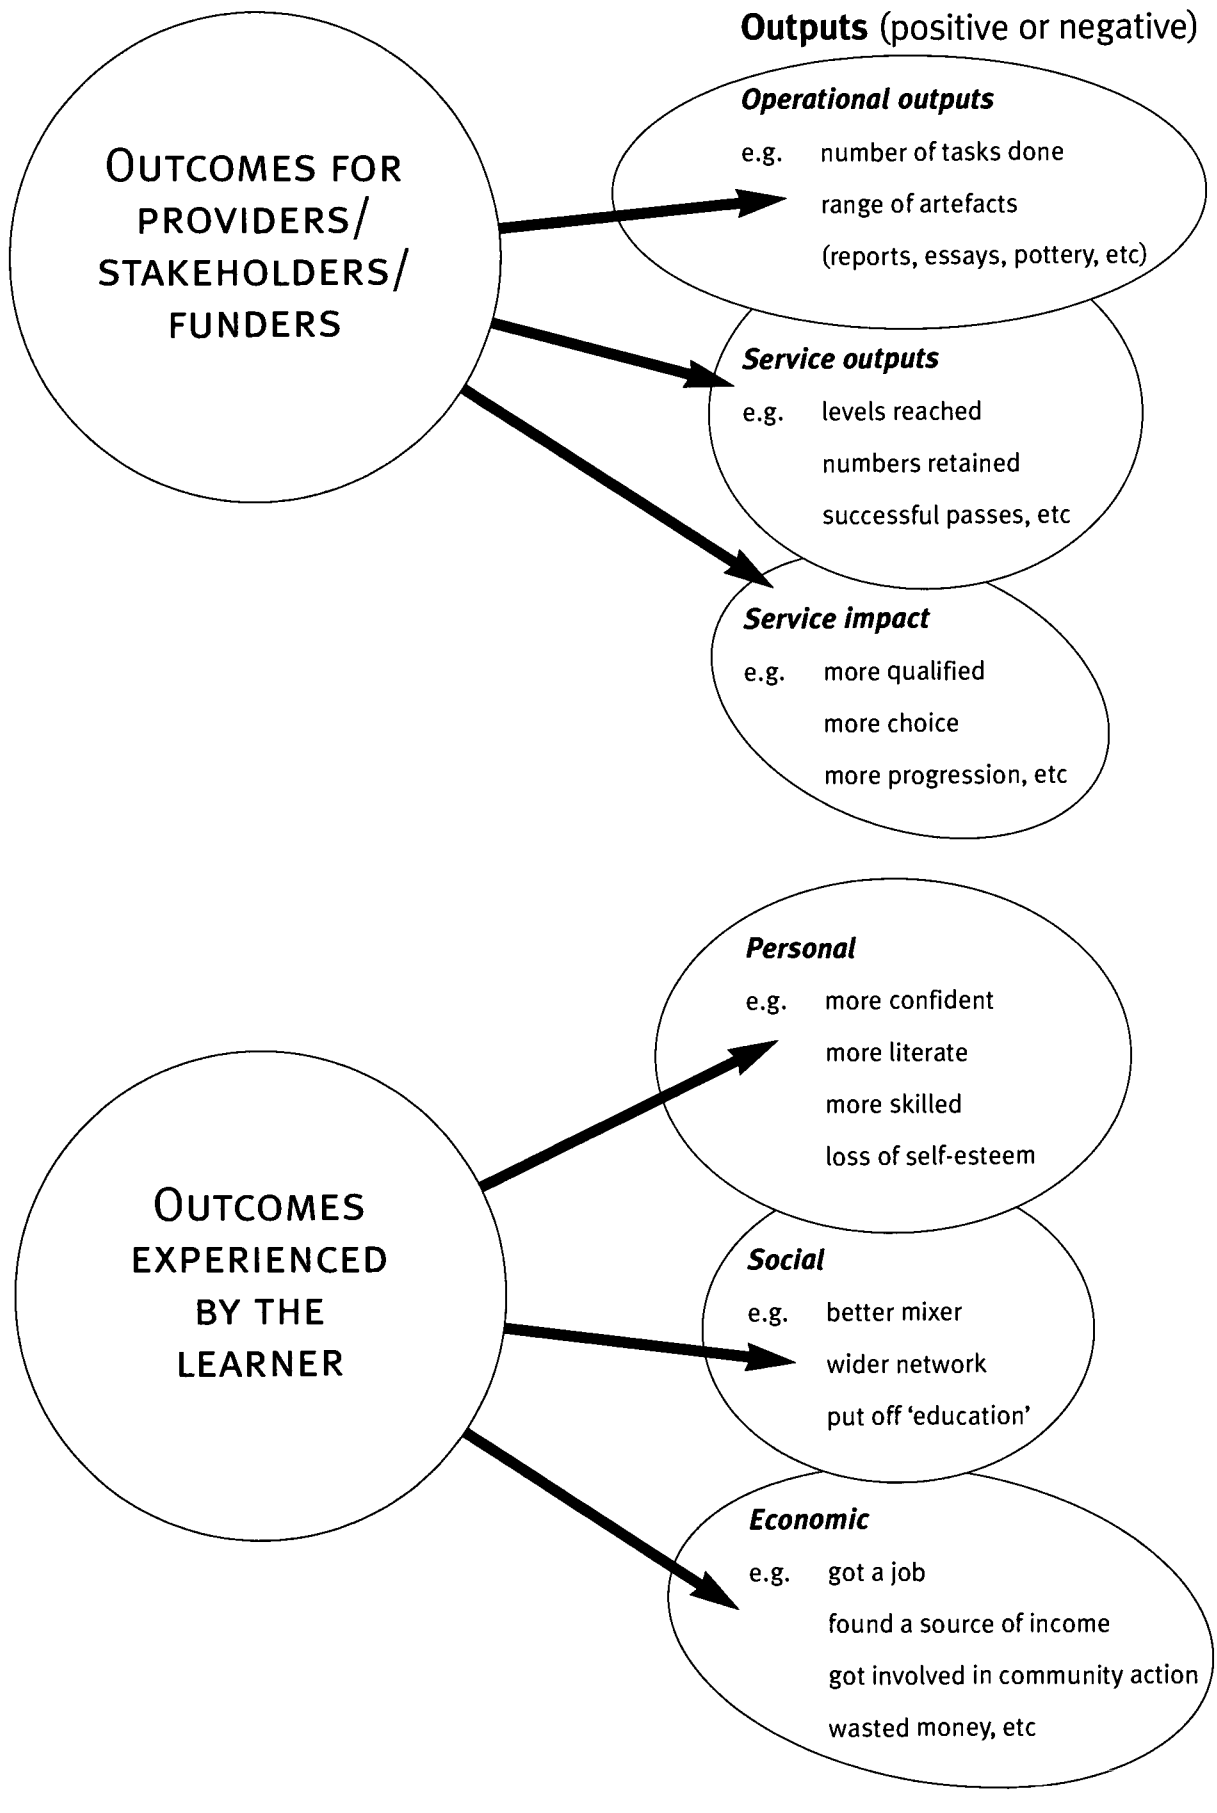 Outputs (positive or negative)
OUTCOMES FOR
PROVIDERS/
STAKEHOLDERS/
FUNDERS
Operational outputs
e.g. number of tasks done
range of artefacts
(reports, essays, pottery, etc)
Service outputs
e.g. levels reached
numbers retained
successful passes, etc
Service impact
e.g. more qualified
more choice
more progression, etc
OUTCOMES
EXPERIENCED
BY THE
LEARNER
Personal
e.g. more confident
more literate
more skilled
loss of self-esteem
Social
e.g. better mixer
wider network
put off ‘education’
Economic
e.g. got a job
found a source of income
got involved in community action
wasted money, etc